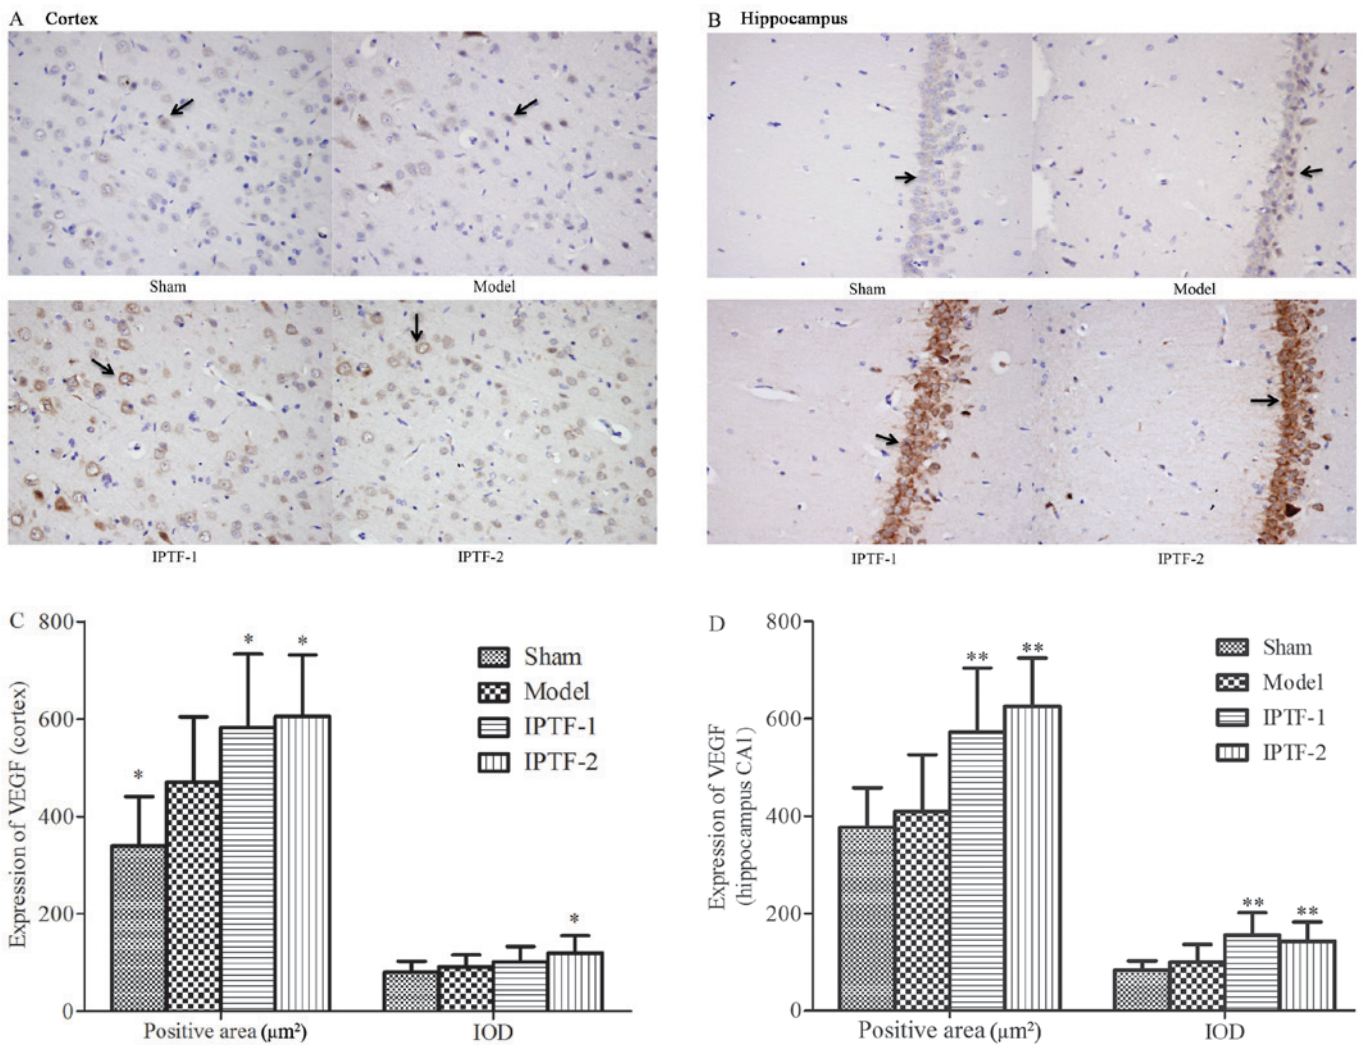 A Cortex
Sham
Model
IPTF-1
IPTF-2
B Hippocampus
Sham
Model
IPTF-1
IPTF-2
C
Expression of VEGF (cortex)
800
600
400
200
0
*
*
*
*
Sham
Model
IPTF-1
IPTF-2
Positive area (μm²)
IOD
D
Expression of VEGF
(hippocampus CA1)
800
600
400
200
0
**
**
**
**
Sham
Model
IPTF-1
IPTF-2
Positive area (μm²)
IOD